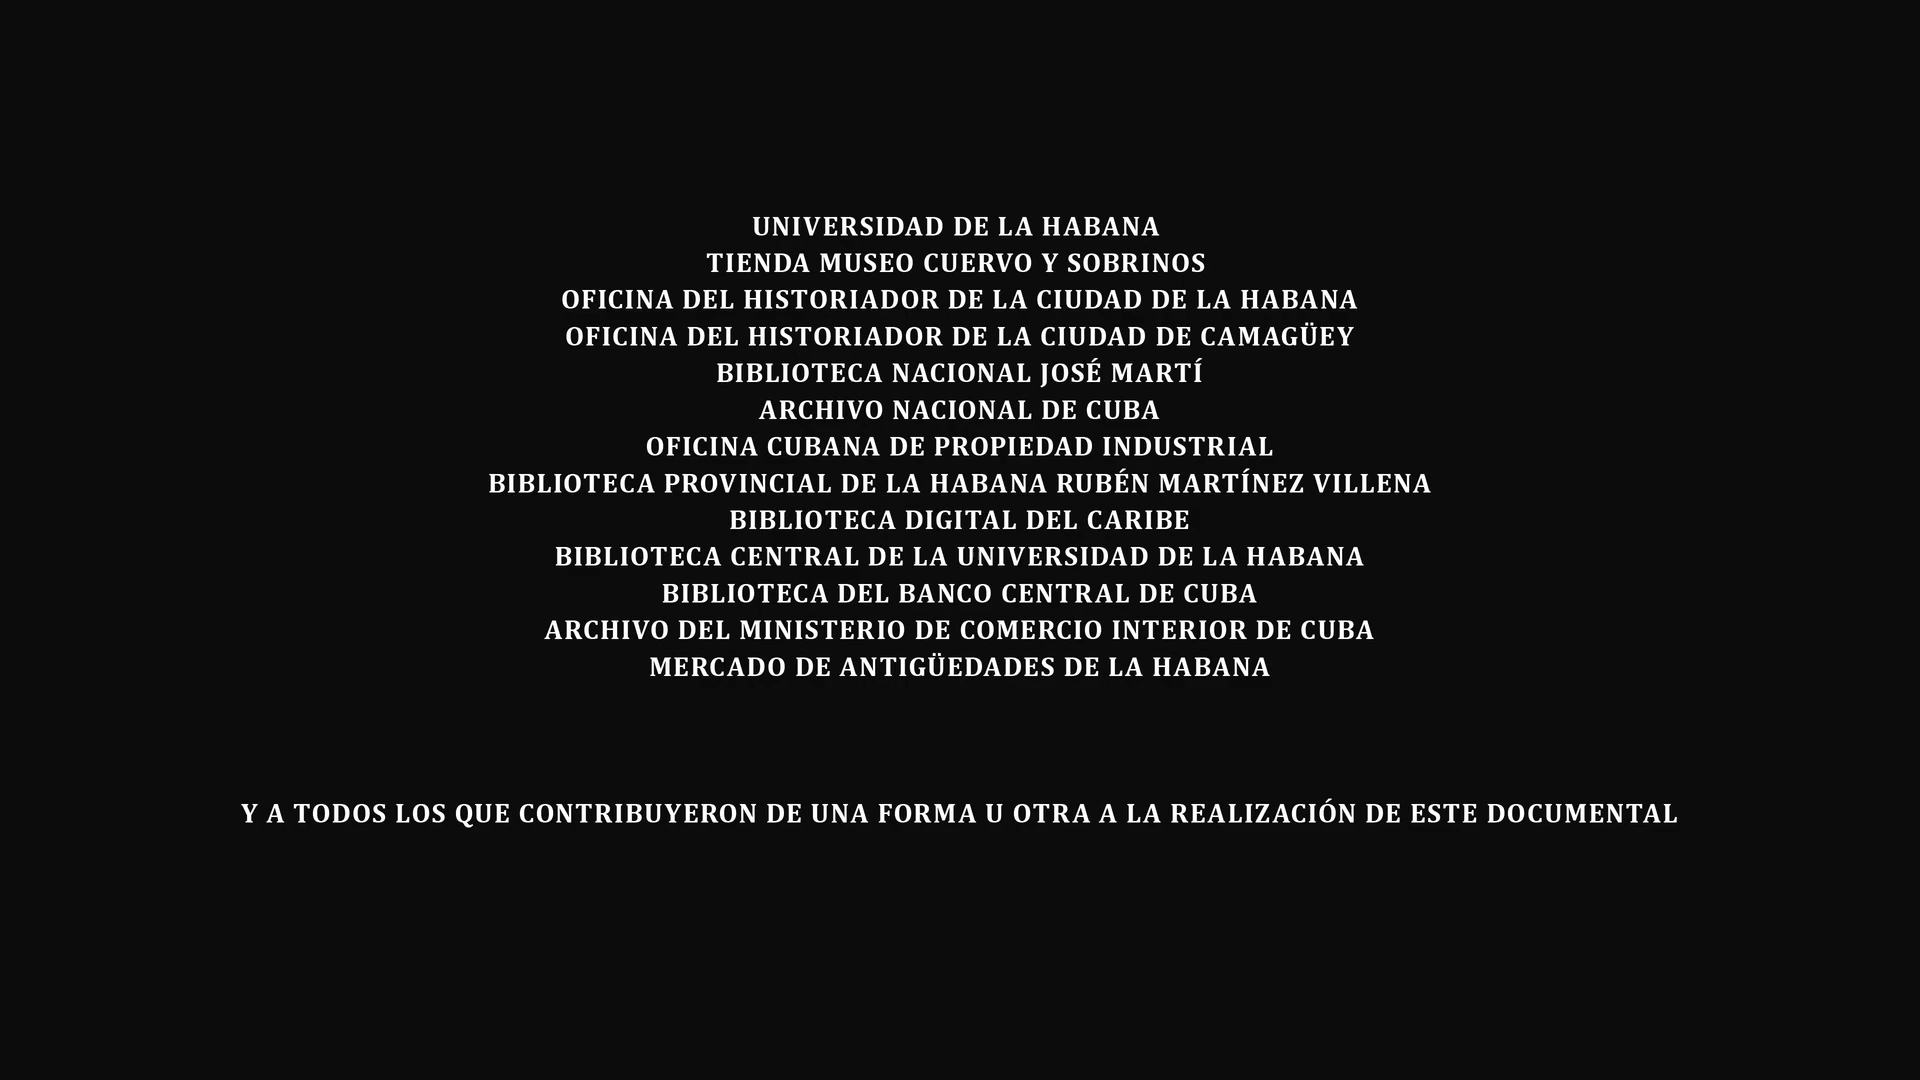 UNIVERSIDAD DE LA HABANA
TIENDA MUSEO CUERVO Y SOBRINOS
OFICINA DEL HISTORIADOR DE LA CIUDAD DE LA HABANA
OFICINA DEL HISTORIADOR DE LA CIUDAD DE CAMAGÜEY
BIBLIOTECA NACIONAL JOSÉ MARTÍ
ARCHIVO NACIONAL DE CUBA
OFICINA CUBANA DE PROPIEDAD INDUSTRIAL
BIBLIOTECA PROVINCIAL DE LA HABANA RUBÉN MARTÍNEZ VILLENA
BIBLIOTECA DIGITAL DEL CARIBE
BIBLIOTECA CENTRAL DE LA UNIVERSIDAD DE LA HABANA
BIBLIOTECA DEL BANCO CENTRAL DE CUBA
ARCHIVO DEL MINISTERIO DE COMERCIO INTERIOR DE CUBA
MERCADO DE ANTIGÜEDADES DE LA HABANA
Y A TODOS LOS QUE CONTRIBUYERON DE UNA FORMA U OTRA A LA REALIZACIÓN DE ESTE DOCUMENTAL